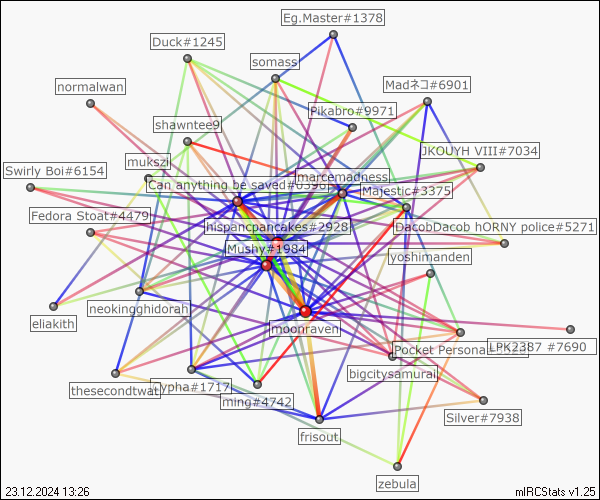 Eg.Master#1378
Duck#1245
somass
normalwan
Madネコ#6901
Pikabro#9971
shawntee9
JKOUYH VIII#7034
mukszi
marcemadness
Swirly Boi#6154
Can anything be saved#0390
Majestic#3375
Fedora Stoat#4479
hispancpancakes#2928
DacobDacob hORNY police#5271
Mushy#1984
yoshimanden
neokingghidorah
eliakith
moonraven
LPK2387 #7690
Pocket Persona
bigcitysamurai
thesecondtwat
#1717
ming#4742
Silver#7938
frisout
zebula
23.12.2024 13:26
mIRCStats v1.25